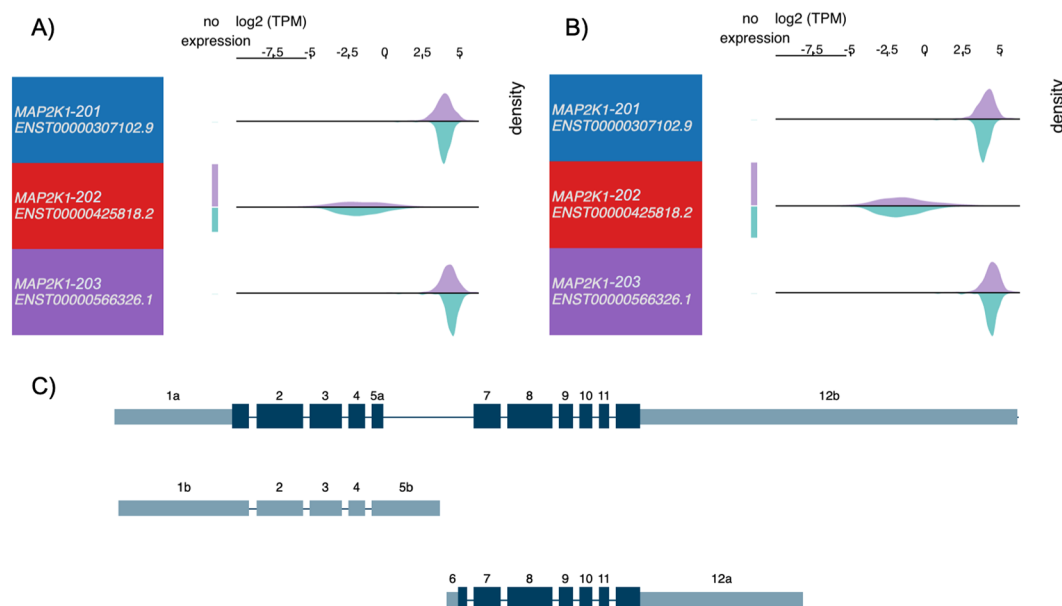 A)
no log2 (TPM)
expression
-7,5 -5 -2,5 0 2,5 5
density
MAP2K1-201
ENST00000307102.9
MAP2K1-202
ENST00000425818.2
MAP2K1-203
ENST00000566326.1
B)
no log2 (TPM)
expression
-7,5 -5 -2,5 0 2,5 5
density
MAP2K1-201
ENST00000307102.9
MAP2K1-202
ENST00000425818.2
MAP2K1-203
ENST00000566326.1
C)
1a 2 3 4 5a 7 8 9 10 11 12b
1b 2 3 4 5b
6 7 8 9 10 11 12a